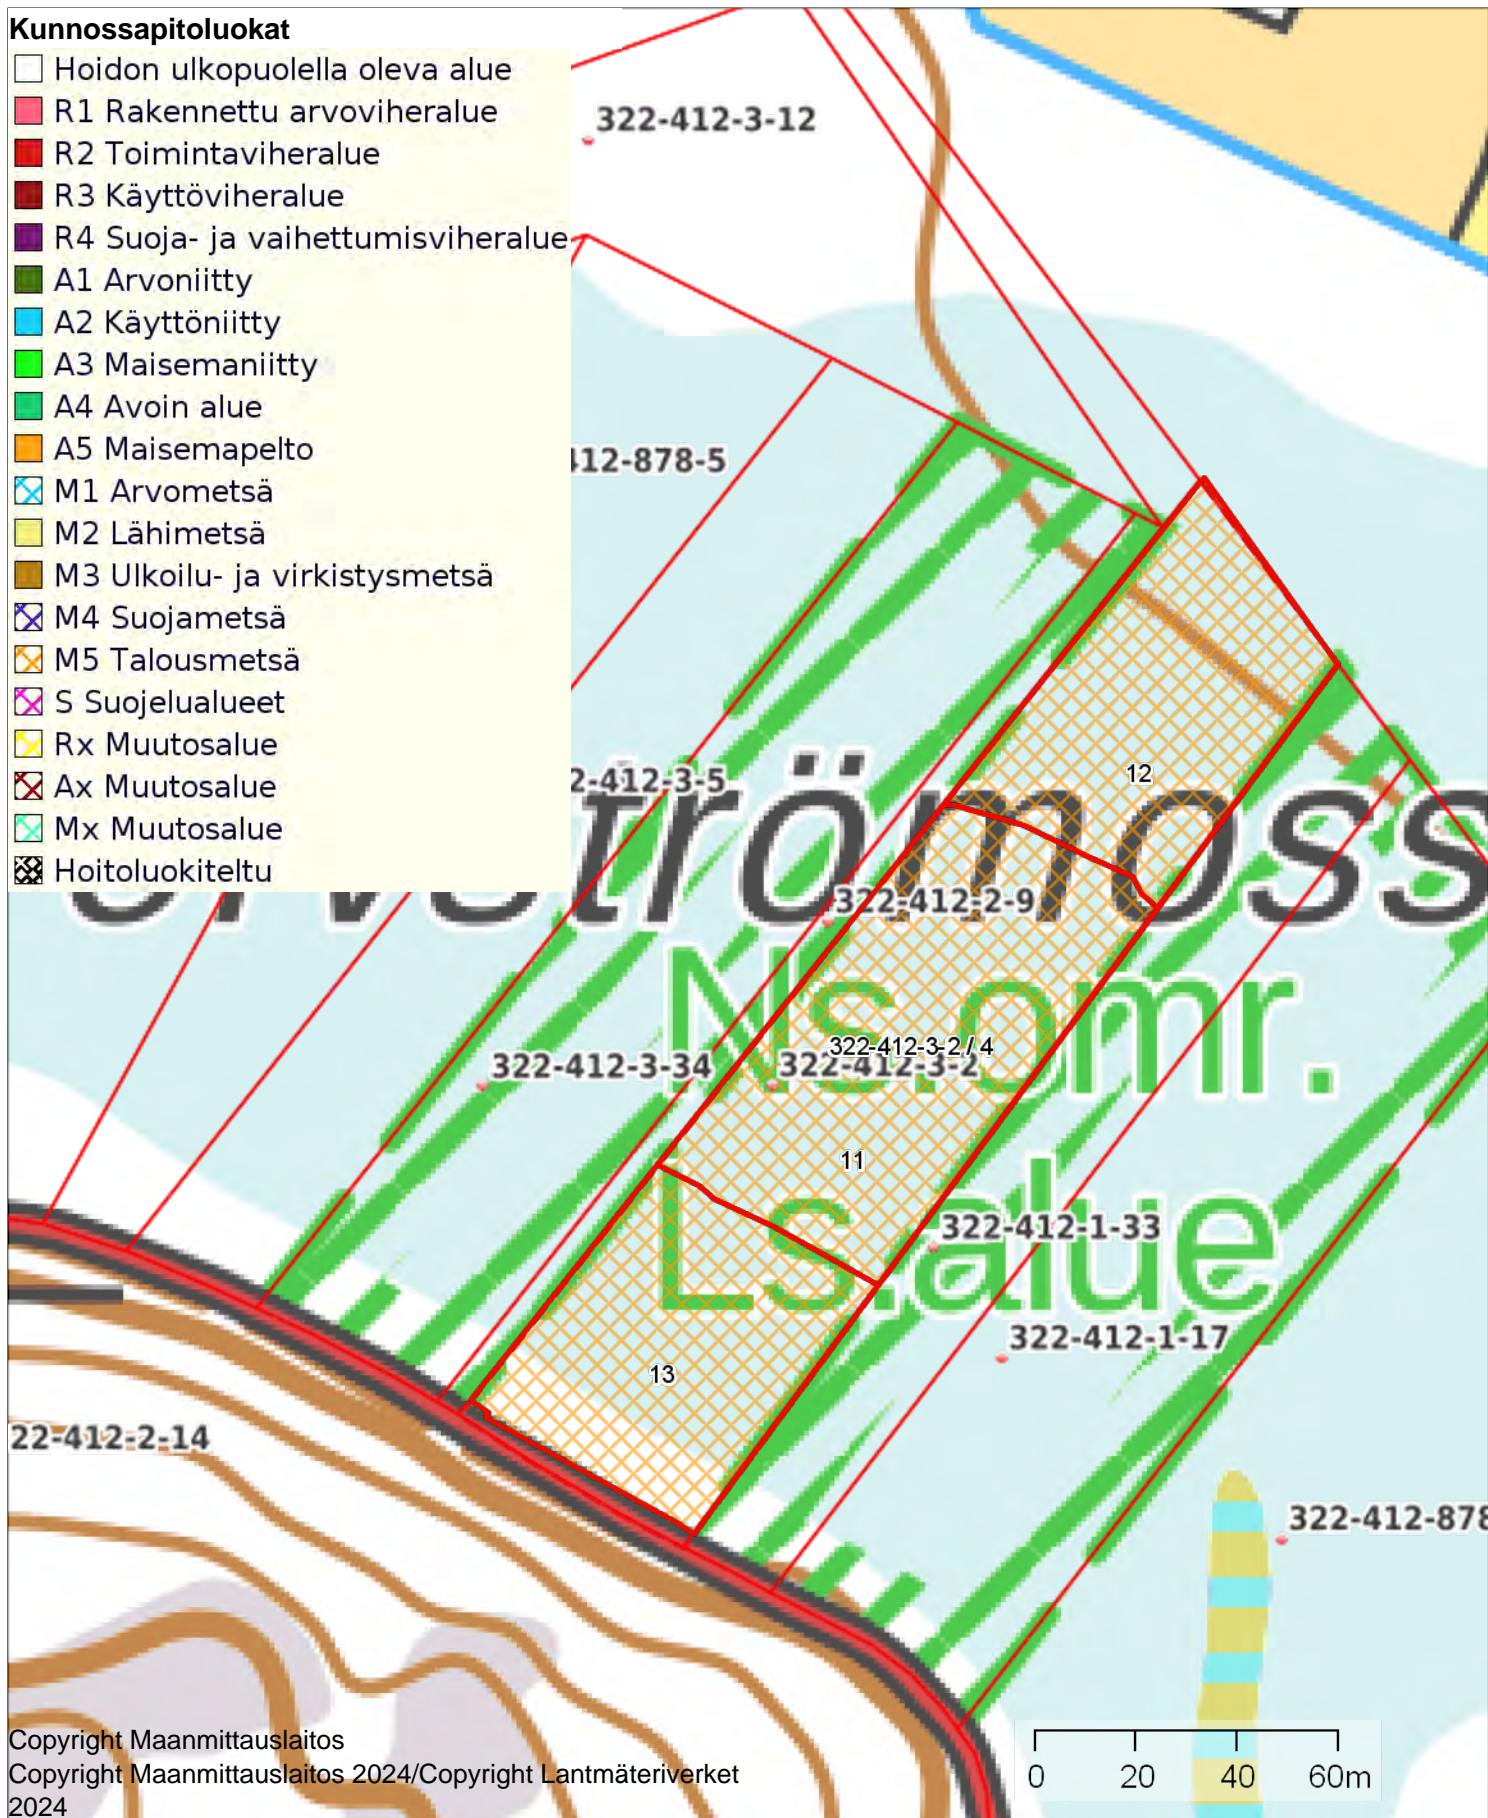 Kunnossapitoluokat
Hoidon ulkopuolella oleva alue
R1 Rakennettu arvoviheralue
R2 Toimintaviheralue
R3 Käyttöviheralue
R4 Suoja- ja vaihettumisviheralue
A1 Arvoniitty
A2 Käyttöniitty
A3 Maisemaniitty
A4 Avoin alue
A5 Maisemapelto
M1 Arvometsä
M2 Lähimetsä
M3 Ulkoilu- ja virkistysmetsä
M4 Suojametsä
M5 Talousmetsä
S Suojelualueet
Rx Muutosalue
Ax Muutosalue
Mx Muutosalue
Hoitoluokiteltu
322-412-3-12
412-878-5
2-412-3-5
12
trömoss
322-412-2-9
Ns.omr.
322-412-3-2 / 4
322-412-3-34
322-412-3-2
11
Ls.alue
322-412-1-33
322-412-1-17
13
22-412-2-14
322-412-878
Copyright Maanmittauslaitos
Copyright Maanmittauslaitos 2024/Copyright Lantmäteriverket
2024
0 20 40 60m